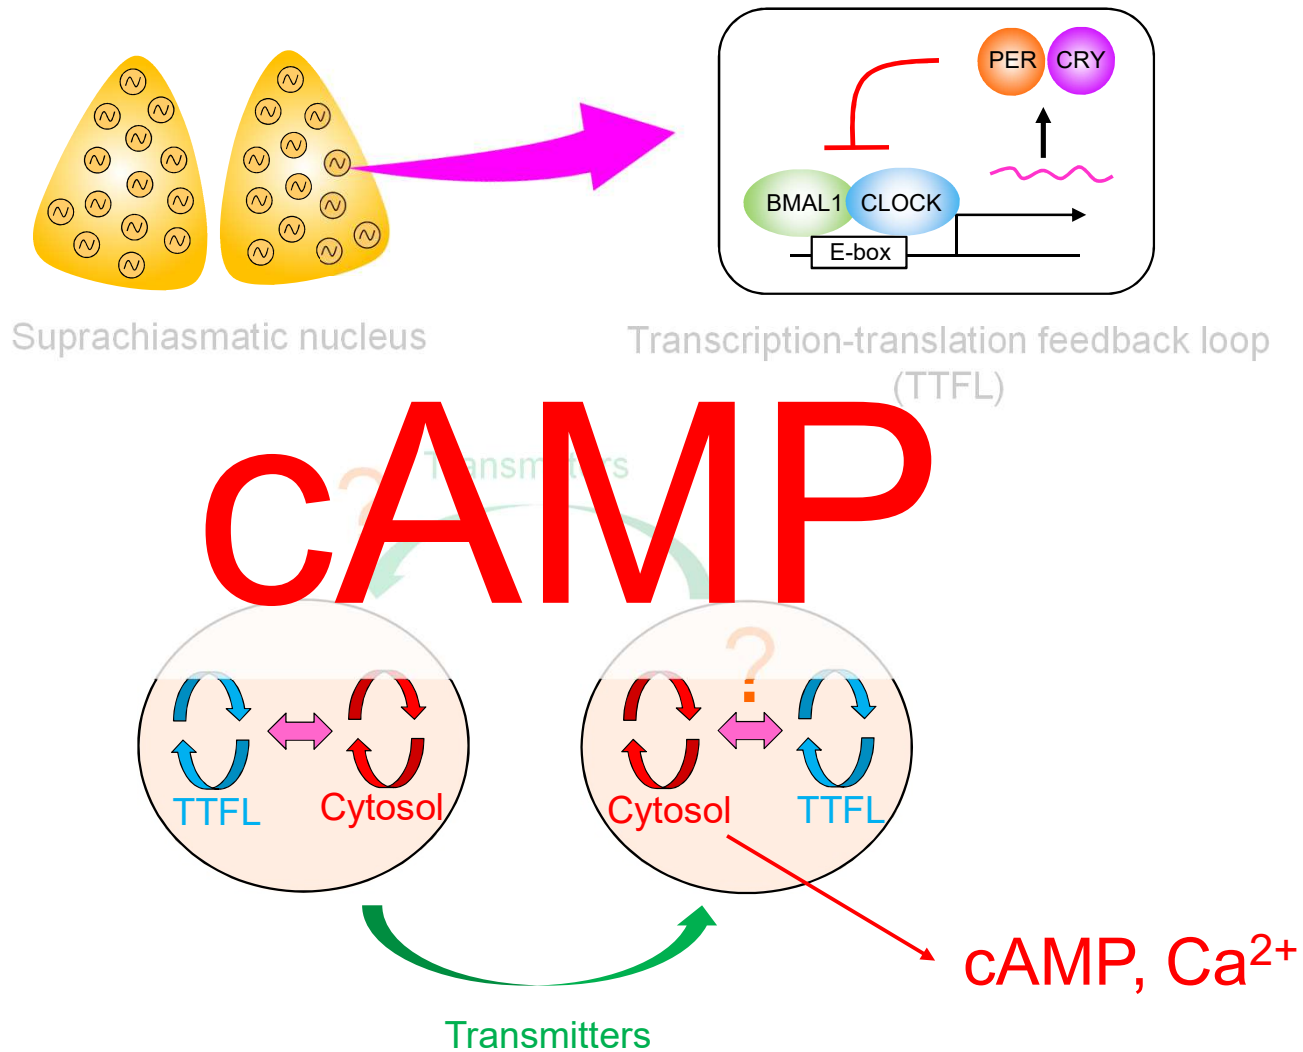 PER CRY
BMAL1 CLOCK
E-box
Suprachiasmatic nucleus
Transcription-translation feedback loop
(TTFL)
cAMP
Transmitters
?
?
TTFL Cytosol
Cytosol TTFL
cAMP, Ca²⁺
Transmitters